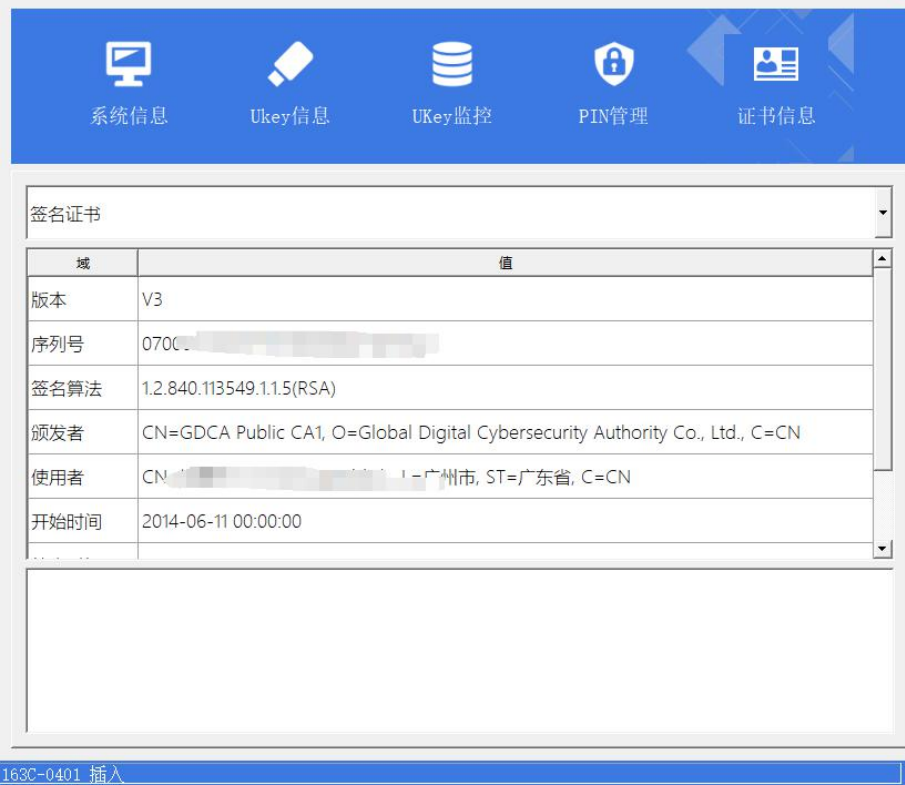 系统信息 Ukey信息 UKey监控 PIN管理 证书信息
签名证书
域 值
版本 V3
序列号 070
签名算法 1.2.840.113549.1.1.5(RSA)
颁发者 CN=GDCA Public CA1, O=Global Digital Cybersecurity Authority Co., Ltd., C=CN
使用者 CN L=广州市, ST=广东省, C=CN
开始时间 2014-06-11 00:00:00
163C-0401 插入